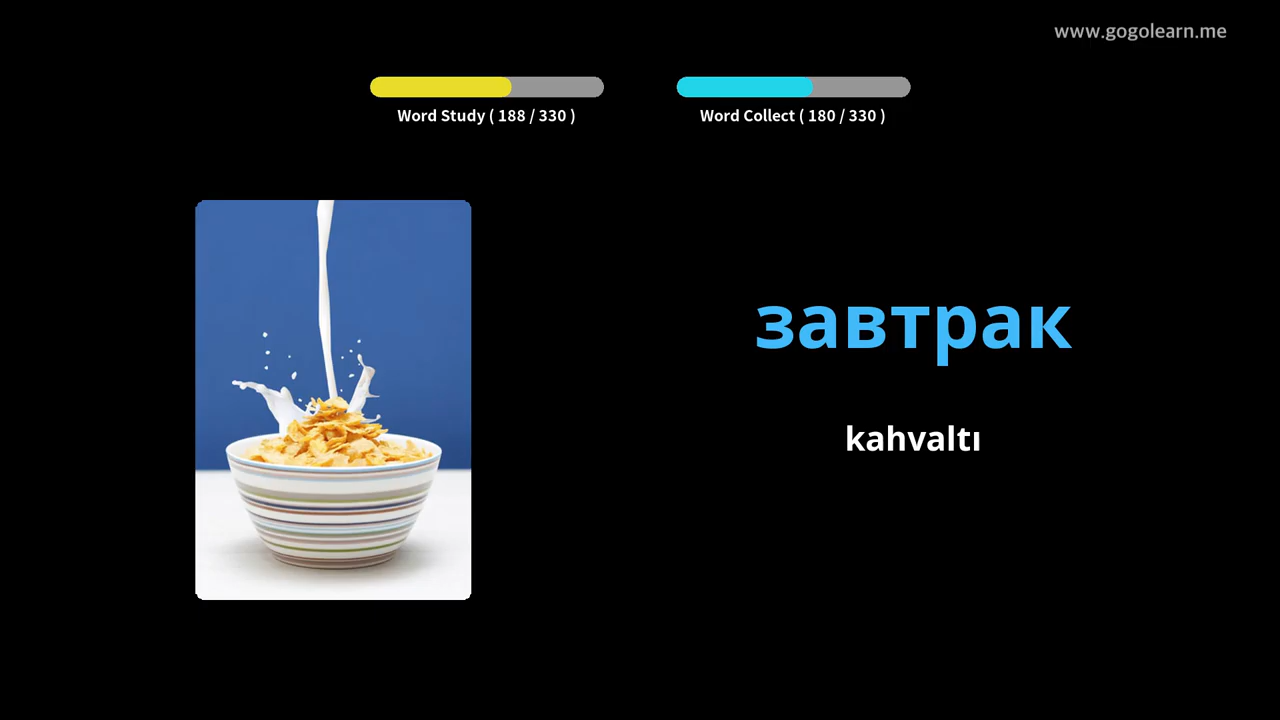 www.gogolearn.me
Word Study ( 188 / 330 )
Word Collect ( 180 / 330 )
завтрак
kahvaltı